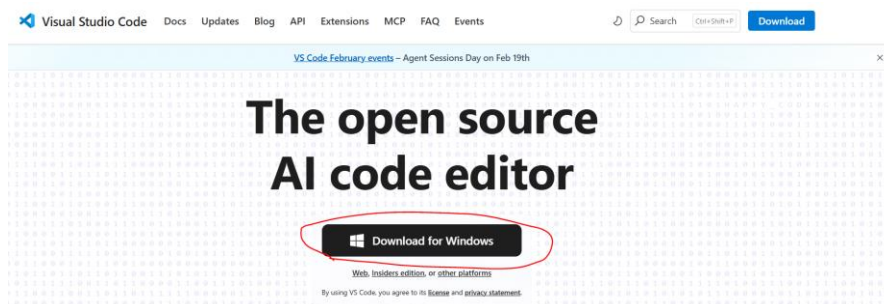 Visual Studio Code Docs Updates Blog API Extensions MCP FAQ Events Search Ctrl+Shift+P Download
VS Code February events – Agent Sessions Day on Feb 19th
The open source
AI code editor
Download for Windows
Web, Insiders edition, or other platforms
By using VS Code, you agree to its license and privacy statement.